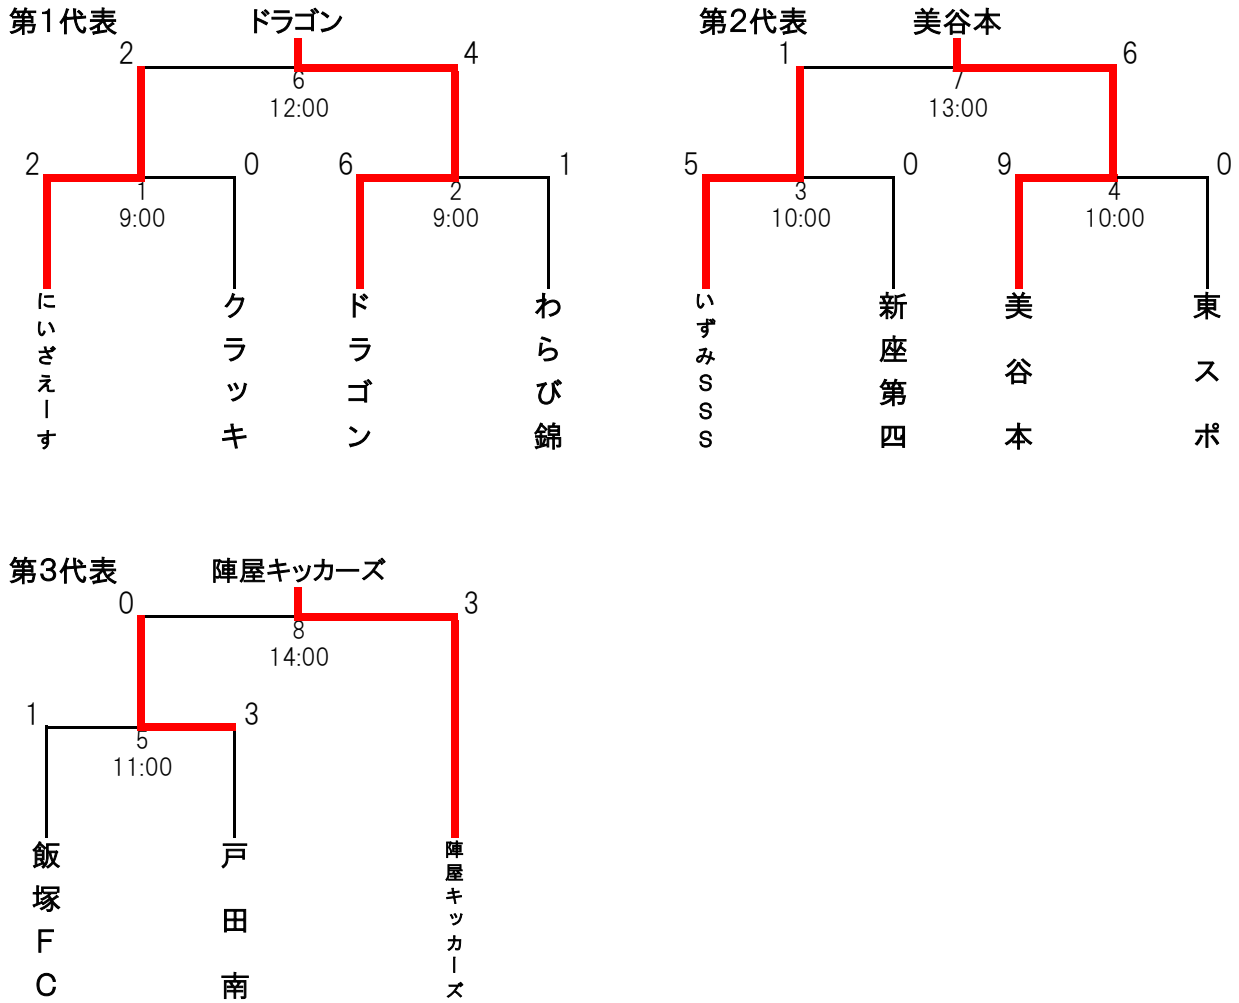 第1代表
ドラゴン
2
4
6
12:00
2
0
6
1
1
9:00
2
9:00
にいざえーす
クラッキ
ドラゴン
わらび錦
第2代表
美谷本
1
6
7
13:00
5
0
9
0
3
10:00
4
10:00
いずみSSS
新座第四
美谷本
東スポ
第3代表
陣屋キッカーズ
0
3
8
14:00
1
3
5
11:00
飯塚FC
戸田南
陣屋キッカーズ